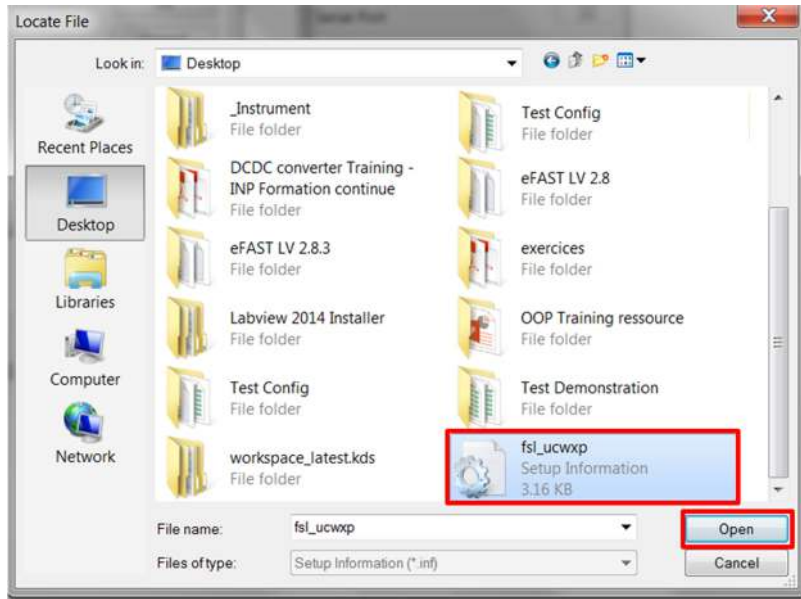 Locate File
Serial Port
Look in:
Desktop
Recent Places
Desktop
Libraries
Computer
Network
_Instrument
File folder
Test Config
File folder
DCDC converter Training -
INP Formation continue
File folder
eFAST LV 2.8
File folder
eFAST LV 2.8.3
File folder
exercices
File folder
Labview 2014 Installer
File folder
OOP Training ressource
File folder
Test Config
File folder
Test Demonstration
File folder
workspace_latest.kds
File folder
fsl_ucwxp
Setup Information
3.16 KB
File name:
fsl_ucwxp
Open
Files of type:
Setup Information (*.inf)
Cancel